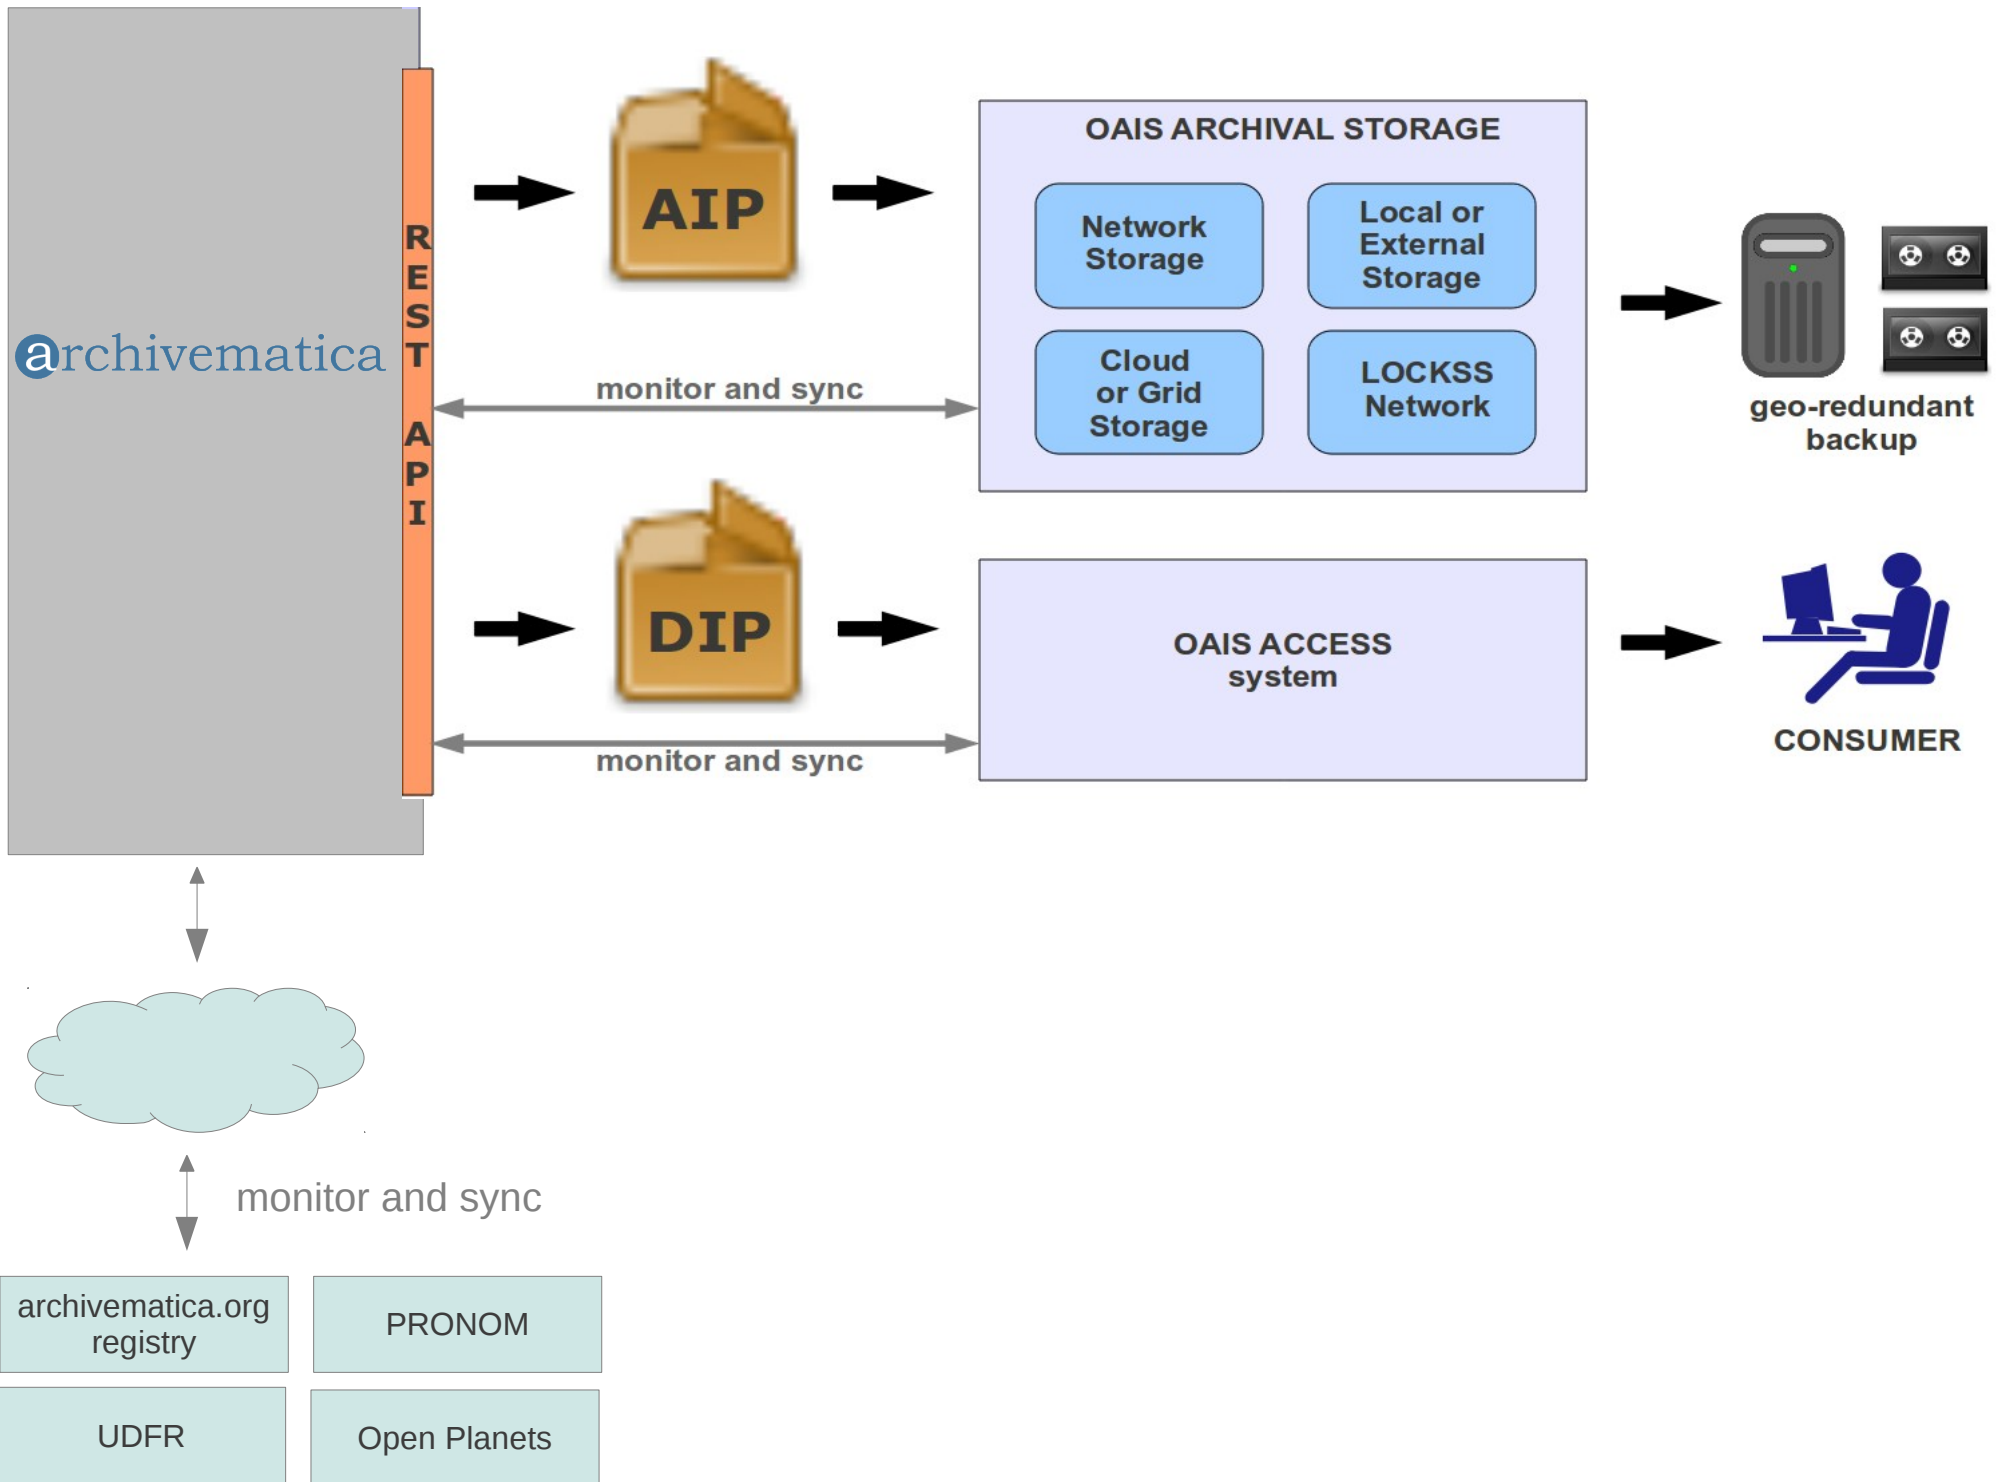 archivematica
REST API
AIP
monitor and sync
OAIS ARCHIVAL STORAGE
Network
Storage
Local or
External
Storage
Cloud
or Grid
Storage
LOCKSS
Network
geo-redundant
backup
DIP
monitor and sync
OAIS ACCESS
system
CONSUMER
monitor and sync
archivematica.org
registry
PRONOM
UDFR
Open Planets